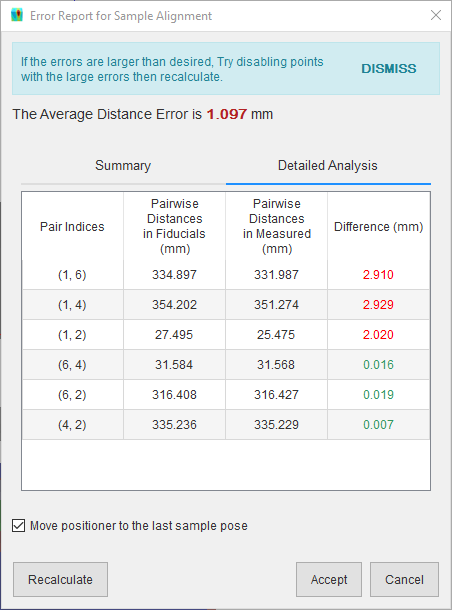 Error Report for Sample Alignment
If the errors are larger than desired, Try disabling points
with the large errors then recalculate.
DISMISS
The Average Distance Error is 1.097 mm
Summary Detailed Analysis
Pair Indices
Pairwise
Distances
in Fiducials
(mm)
Pairwise
Distances
in Measured
(mm)
Difference (mm)
(1, 6) 334.897 331.987 2.910
(1, 4) 354.202 351.274 2.929
(1, 2) 27.495 25.475 2.020
(6, 4) 31.584 31.568 0.016
(6, 2) 316.408 316.427 0.019
(4, 2) 335.236 335.229 0.007
Move positioner to the last sample pose
Recalculate Accept Cancel